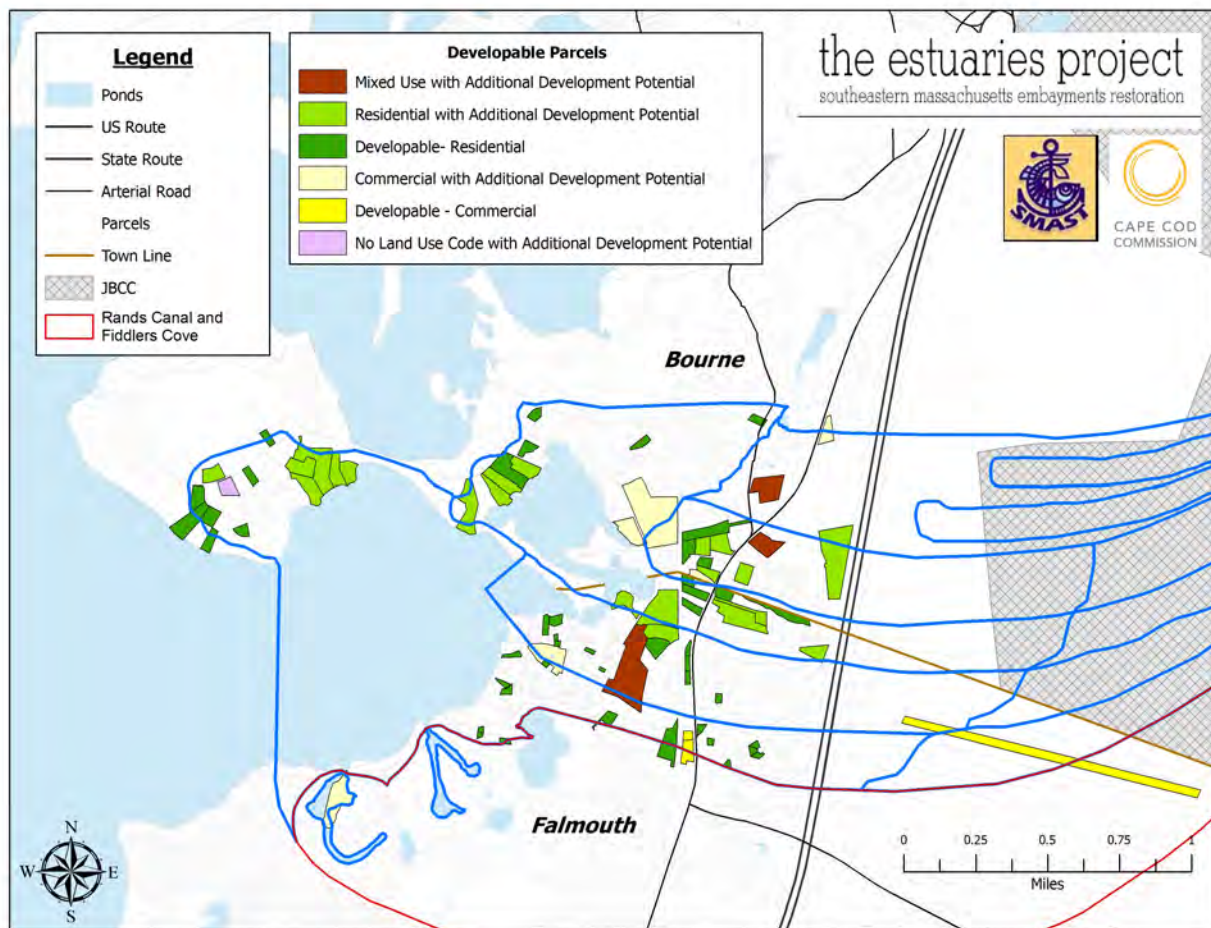 Legend
Ponds
US Route
State Route
Arterial Road
Parcels
Town Line
JBCC
Rands Canal and
Fiddlers Cove
Developable Parcels
Mixed Use with Additional Development Potential
Residential with Additional Development Potential
Developable- Residential
Commercial with Additional Development Potential
Developable - Commercial
No Land Use Code with Additional Development Potential
the estuaries project
southeastern massachusetts embayments restoration
SMAST
CAPE COD
COMMISSION
Bourne
Falmouth
N
W E
S
0 0.25 0.5 0.75 1
Miles